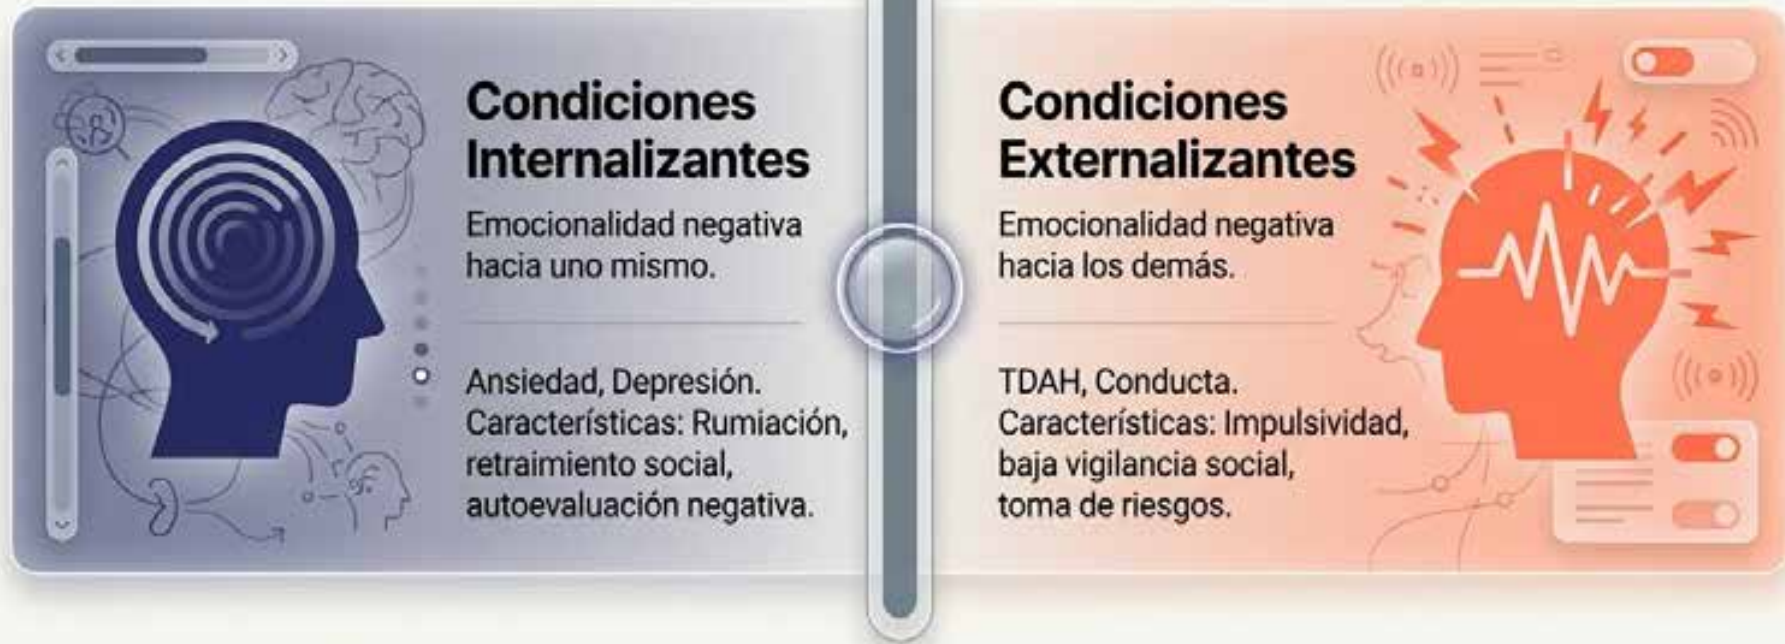 Condiciones
Internalizantes
Emocionalidad negativa
hacia uno mismo.
Ansiedad, Depresión.
Características: Rumiación,
retraimiento social,
autoevaluación negativa.
Condiciones
Externalizantes
Emocionalidad negativa
hacia los demás.
TDAH, Conducta.
Características: Impulsividad,
baja vigilancia social,
toma de riesgos.